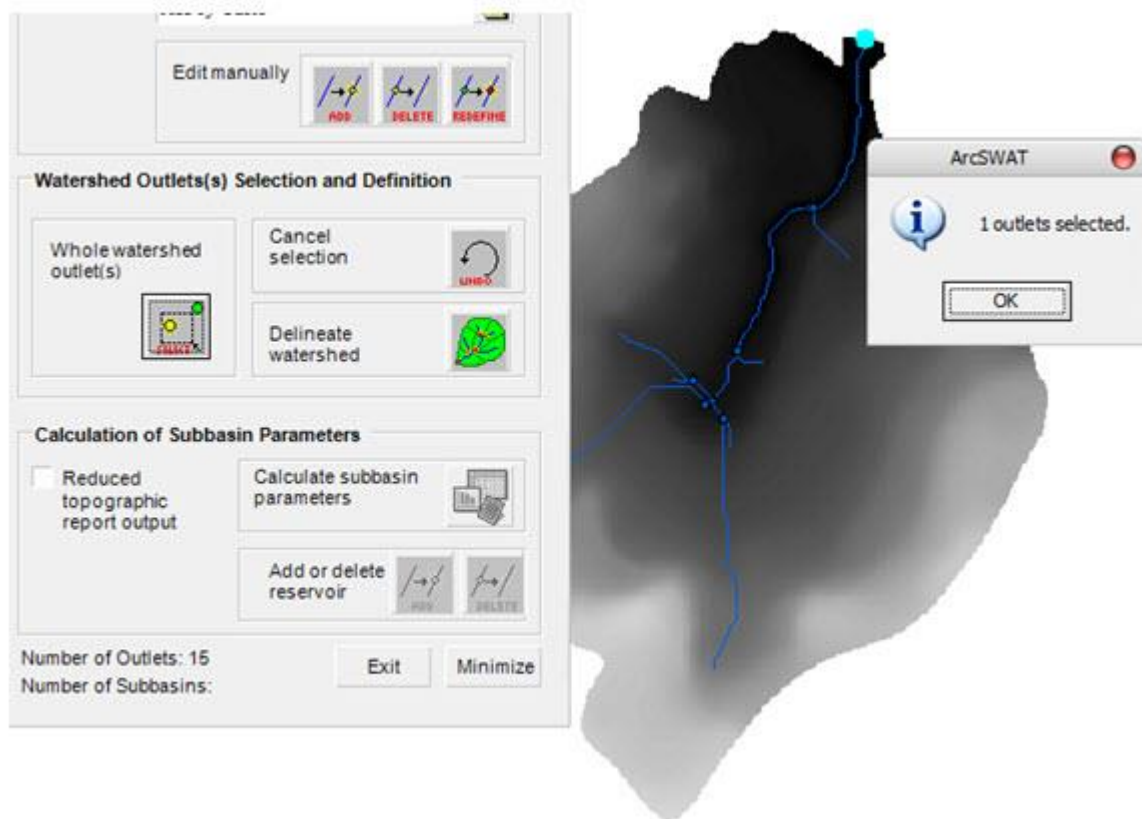 Edit manually
ADD
DELETE
REDEFINE
Watershed Outlets(s) Selection and Definition
Whole watershed
outlet(s)
Cancel
selection
UNDO
Delineate
watershed
Calculation of Subbasin Parameters
Reduced
topographic
report output
Calculate subbasin
parameters
Add or delete
reservoir
ADD
DELETE
Number of Outlets: 15
Number of Subbasins:
Exit
Minimize
ArcSWAT
1 outlets selected.
OK